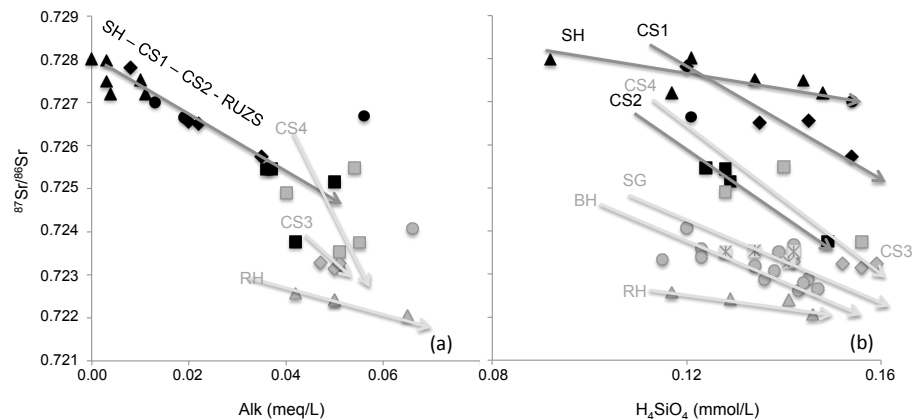 0.729
0.728
0.727
0.726
0.725
0.724
0.723
0.722
0.721
87Sr/86Sr
0.00
0.02
0.04
0.06
Alk (meq/L)
SH – CS1 – CS2 - RUZS
CS4
CS3
RH
(a)
SH
CS1
CS4
CS2
SG
BH
CS3
RH
(b)
0.08
0.12
0.16
H4SiO4 (mmol/L)